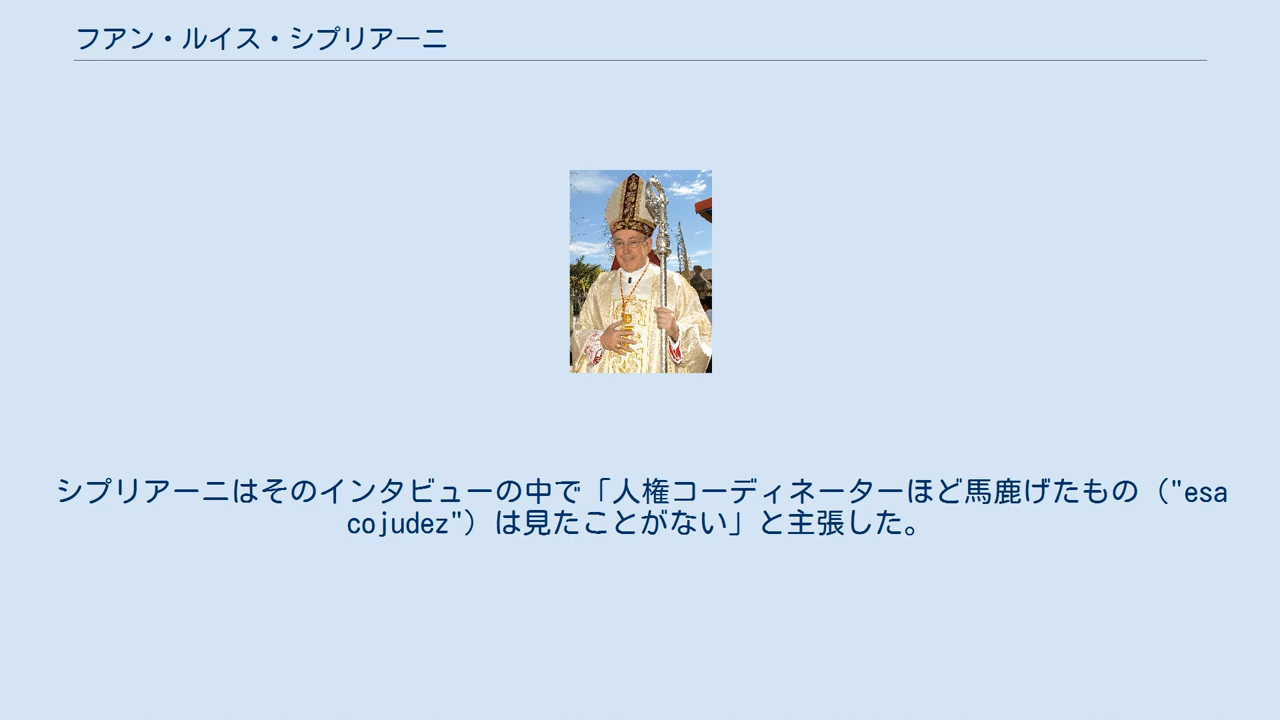 フアン・ルイス・シプリアーニ
シプリアーニはそのインタビューの中で「人権コーディネーターほど馬鹿げたもの（"esa
cojudez"）は見たことがない」と主張した。